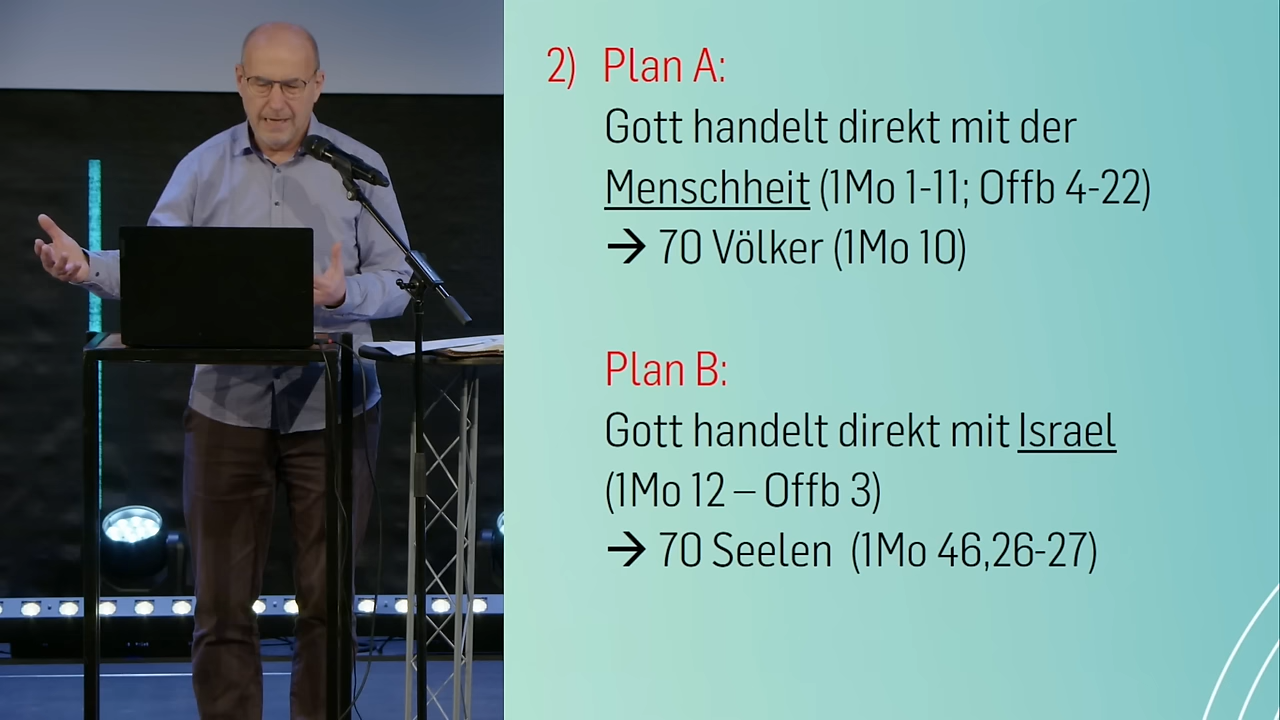 2) Plan A:
Gott handelt direkt mit der
Menschheit (1Mo 1-11; Offb 4-22)
→ 70 Völker (1Mo 10)
Plan B:
Gott handelt direkt mit Israel
(1Mo 12 – Offb 3)
→ 70 Seelen (1Mo 46,26-27)